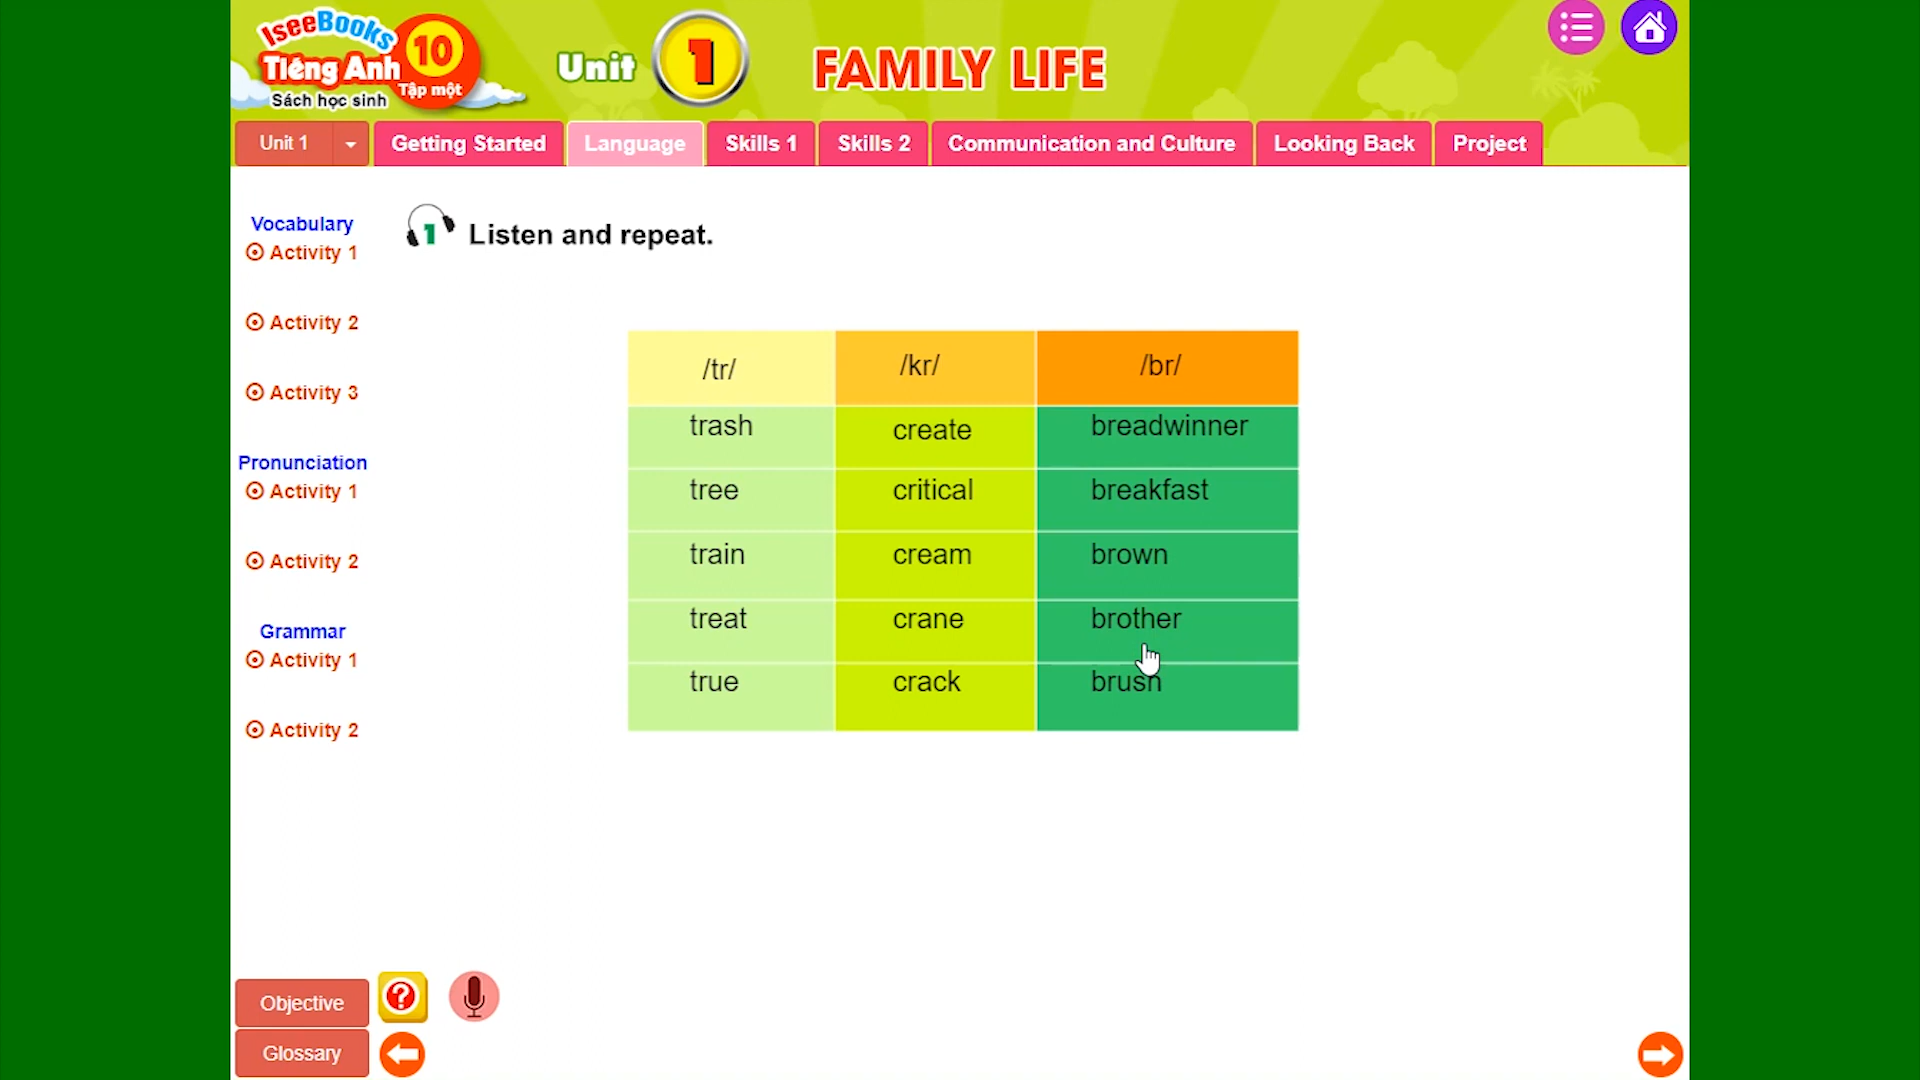 IseeBooks
Tiếng Anh 10
Tập một
Sách học sinh
Unit 1 FAMILY LIFE
Unit 1 Getting Started Language Skills 1 Skills 2 Communication and Culture Looking Back Project
Vocabulary
Activity 1
Activity 2
Activity 3
Pronunciation
Activity 1
Activity 2
Grammar
Activity 1
Activity 2
1 Listen and repeat.
/tr/ /kr/ /br/
trash create breadwinner
tree critical breakfast
train cream brown
treat crane brother
true crack brush
Objective ?
Glossary